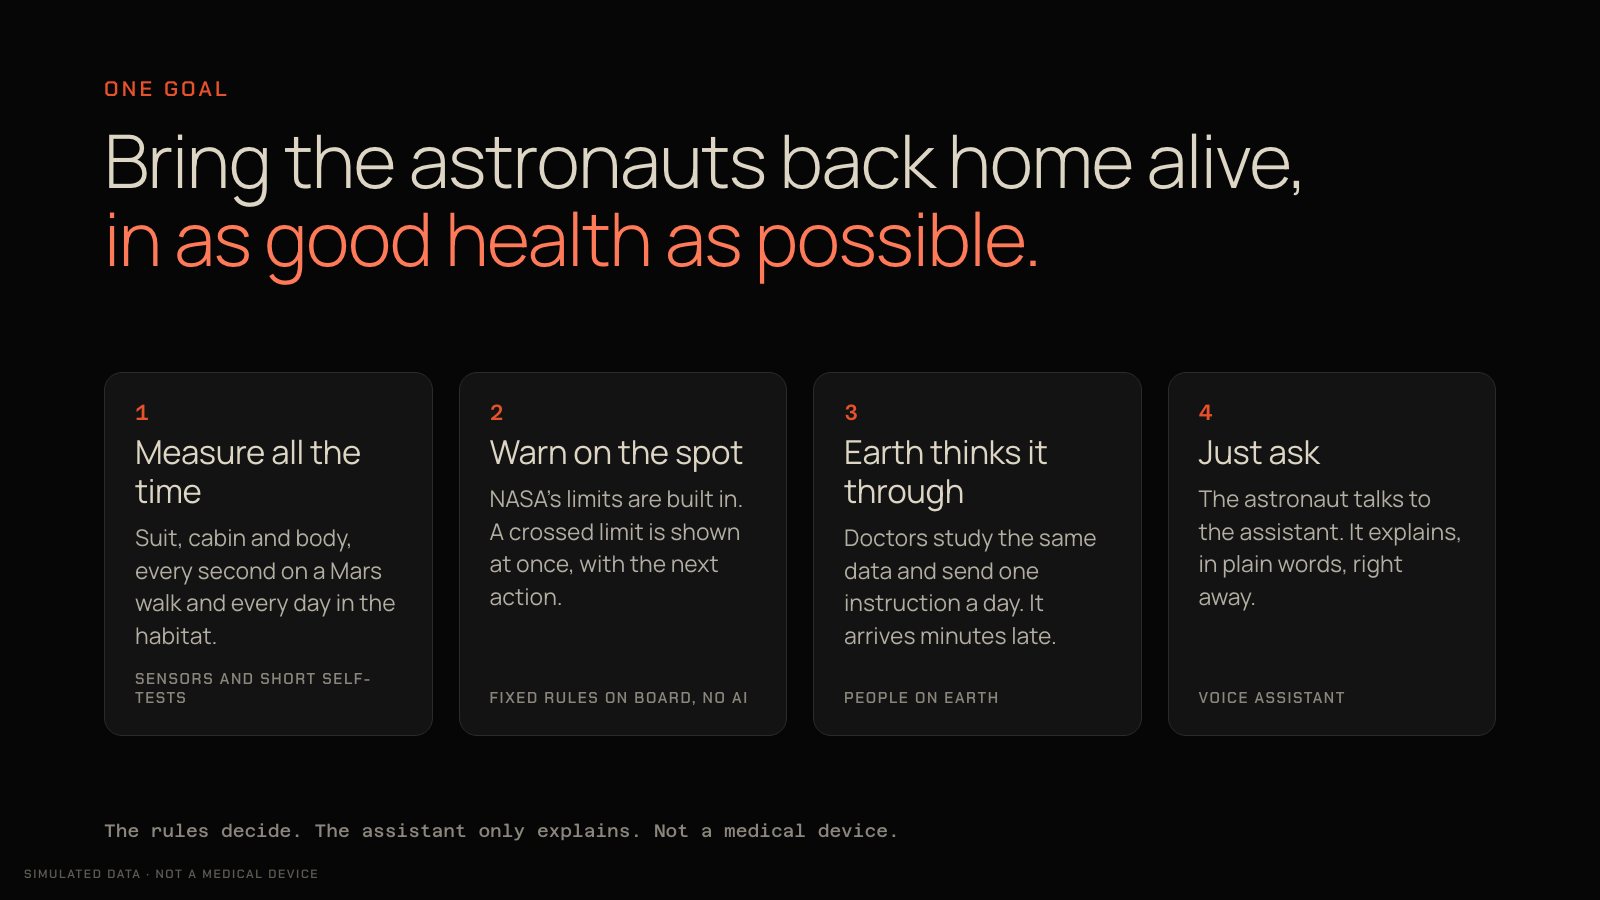 ONE GOAL
Bring the astronauts back home alive,
in as good health as possible.
1
Measure all the
time
Suit, cabin and body,
every second on a Mars
walk and every day in the
habitat.
SENSORS AND SHORT SELF-
TESTS
2
Warn on the spot
NASA’s limits are built in.
A crossed limit is shown
at once, with the next
action.
FIXED RULES ON BOARD, NO AI
3
Earth thinks it
through
Doctors study the same
data and send one
instruction a day. It
arrives minutes late.
PEOPLE ON EARTH
4
Just ask
The astronaut talks to
the assistant. It explains,
in plain words, right
away.
VOICE ASSISTANT
The rules decide. The assistant only explains. Not a medical device.
SIMULATED DATA · NOT A MEDICAL DEVICE